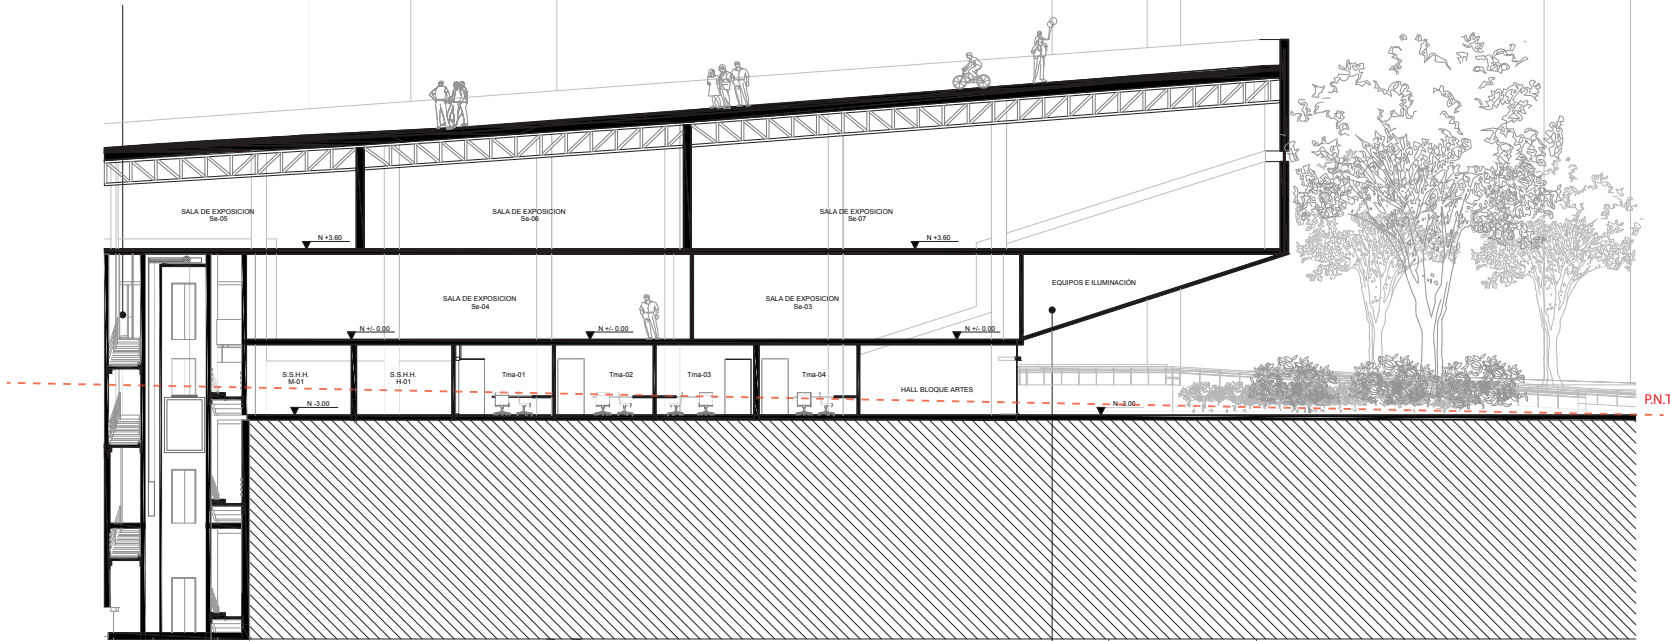 SALA DE EXPOSICION
Se-05
SALA DE EXPOSICION
Se-06
SALA DE EXPOSICION
Se-07
N +3.60
N +3.60
EQUIPOS E ILUMINACIÓN
SALA DE EXPOSICION
Se-04
SALA DE EXPOSICION
Se-03
N +/- 0.00
N +/- 0.00
N +/- 0.00
S.S.H.H.
M-01
S.S.H.H.
H-01
Tma-01
Tma-02
Tma-03
Tma-04
HALL BLOQUE ARTES
N -3.00
N -3.00
P.N.T